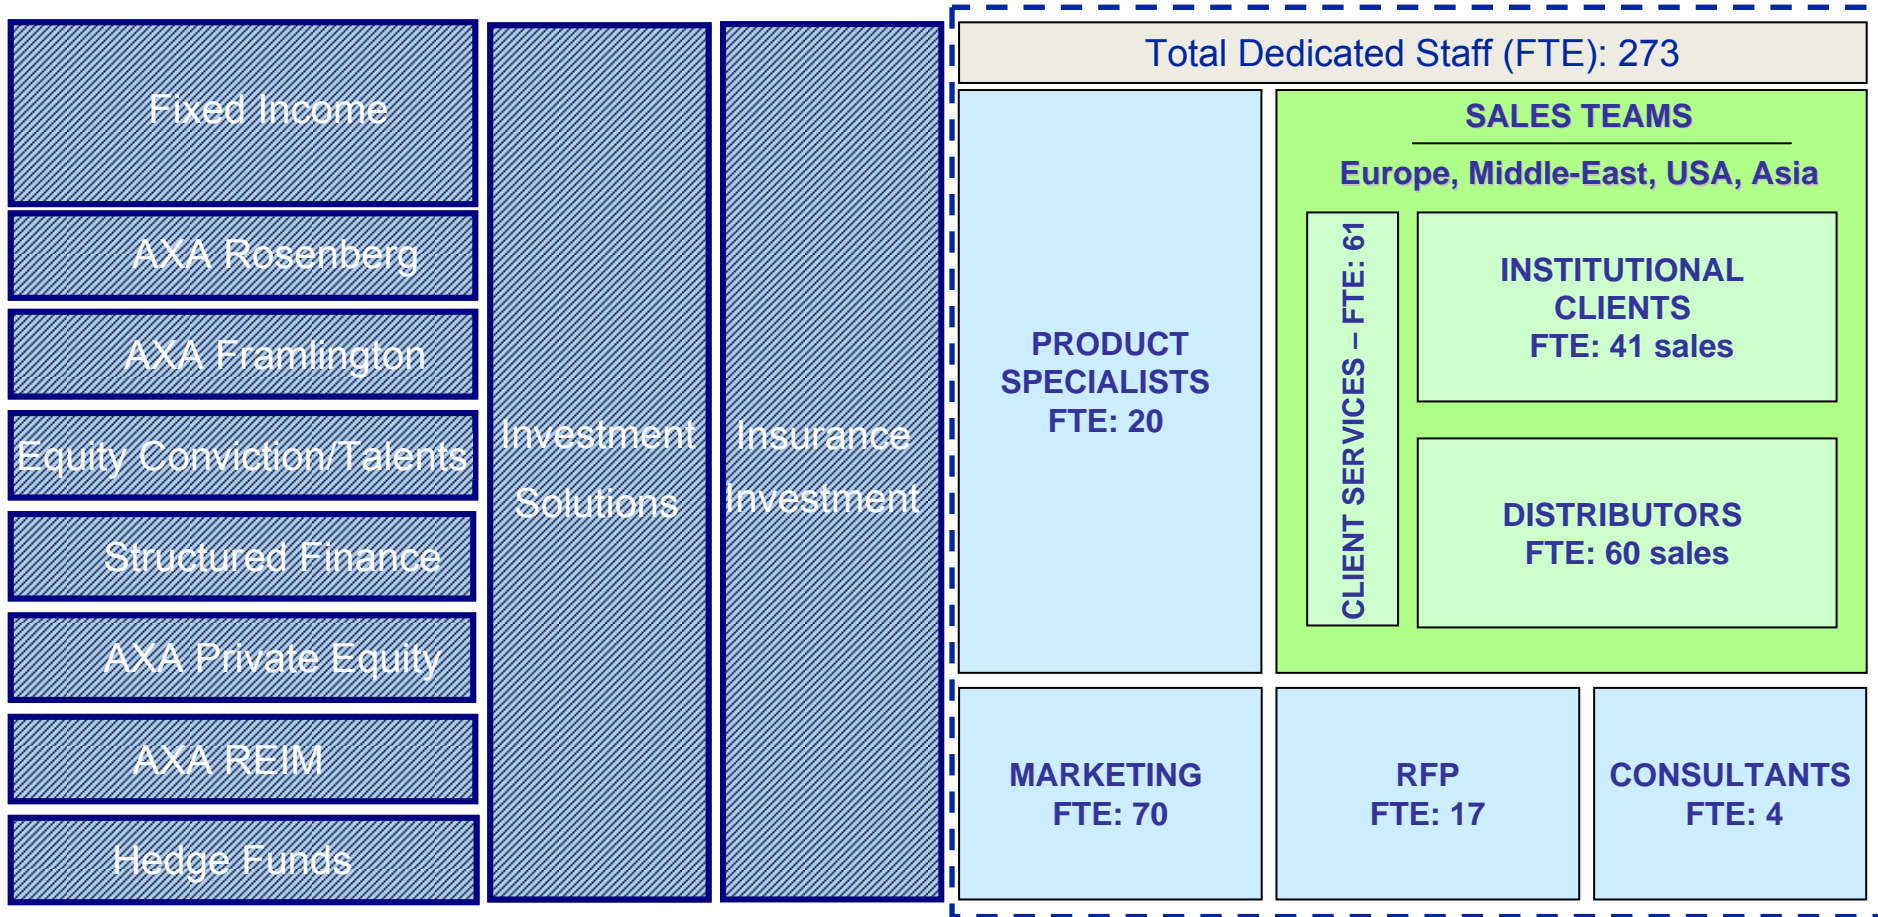 Fixed Income
AXA Rosenberg
AXA Framlington
Equity Conviction/Talents
Structured Finance
AXA Private Equity
AXA REIM
Hedge Funds
Investment
Solutions
Insurance
Investment
Total Dedicated Staff (FTE): 273
PRODUCT
SPECIALISTS
FTE: 20
SALES TEAMS
Europe, Middle-East, USA, Asia
CLIENT SERVICES – FTE: 61
INSTITUTIONAL
CLIENTS
FTE: 41 sales
DISTRIBUTORS
FTE: 60 sales
MARKETING
FTE: 70
RFP
FTE: 17
CONSULTANTS
FTE: 4